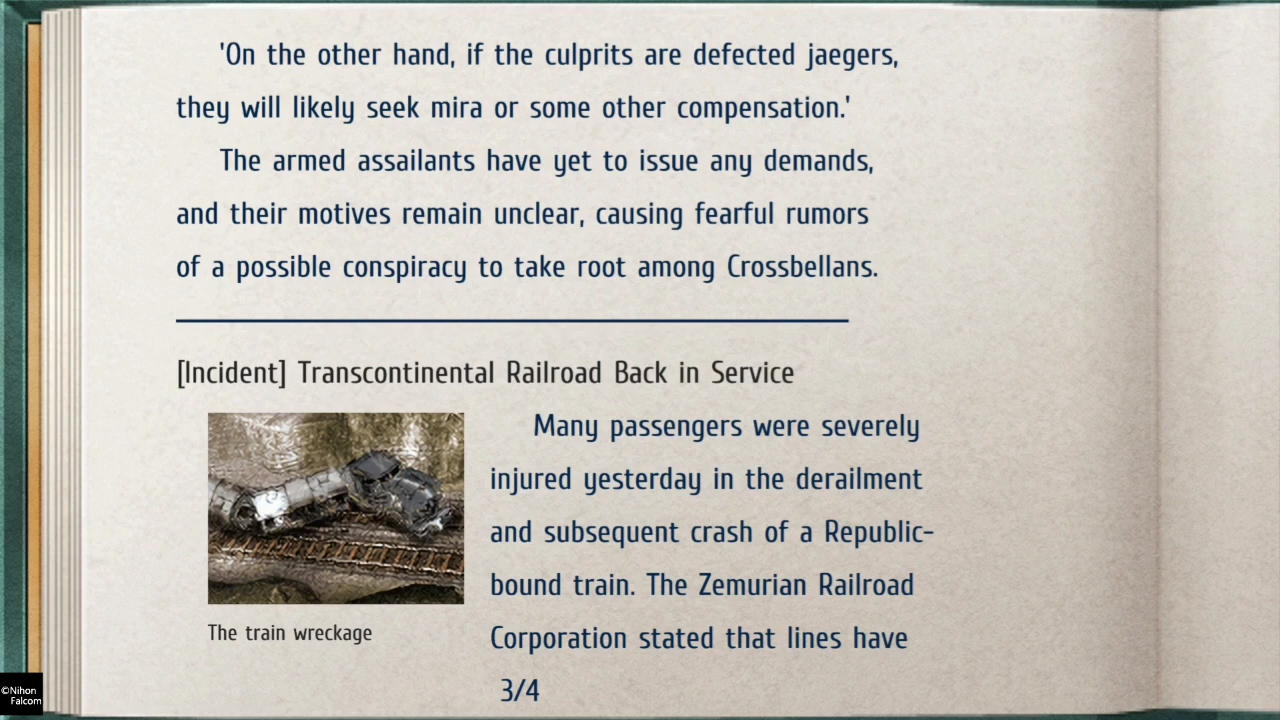 'On the other hand, if the culprits are defected jaegers,
they will likely seek mira or some other compensation.'
The armed assailants have yet to issue any demands,
and their motives remain unclear, causing fearful rumors
of a possible conspiracy to take root among Crossbellans.
[Incident] Transcontinental Railroad Back in Service
Many passengers were severely
injured yesterday in the derailment
and subsequent crash of a Republic-
bound train. The Zemurian Railroad
Corporation stated that lines have
The train wreckage
3/4
©Nihon
Falcom